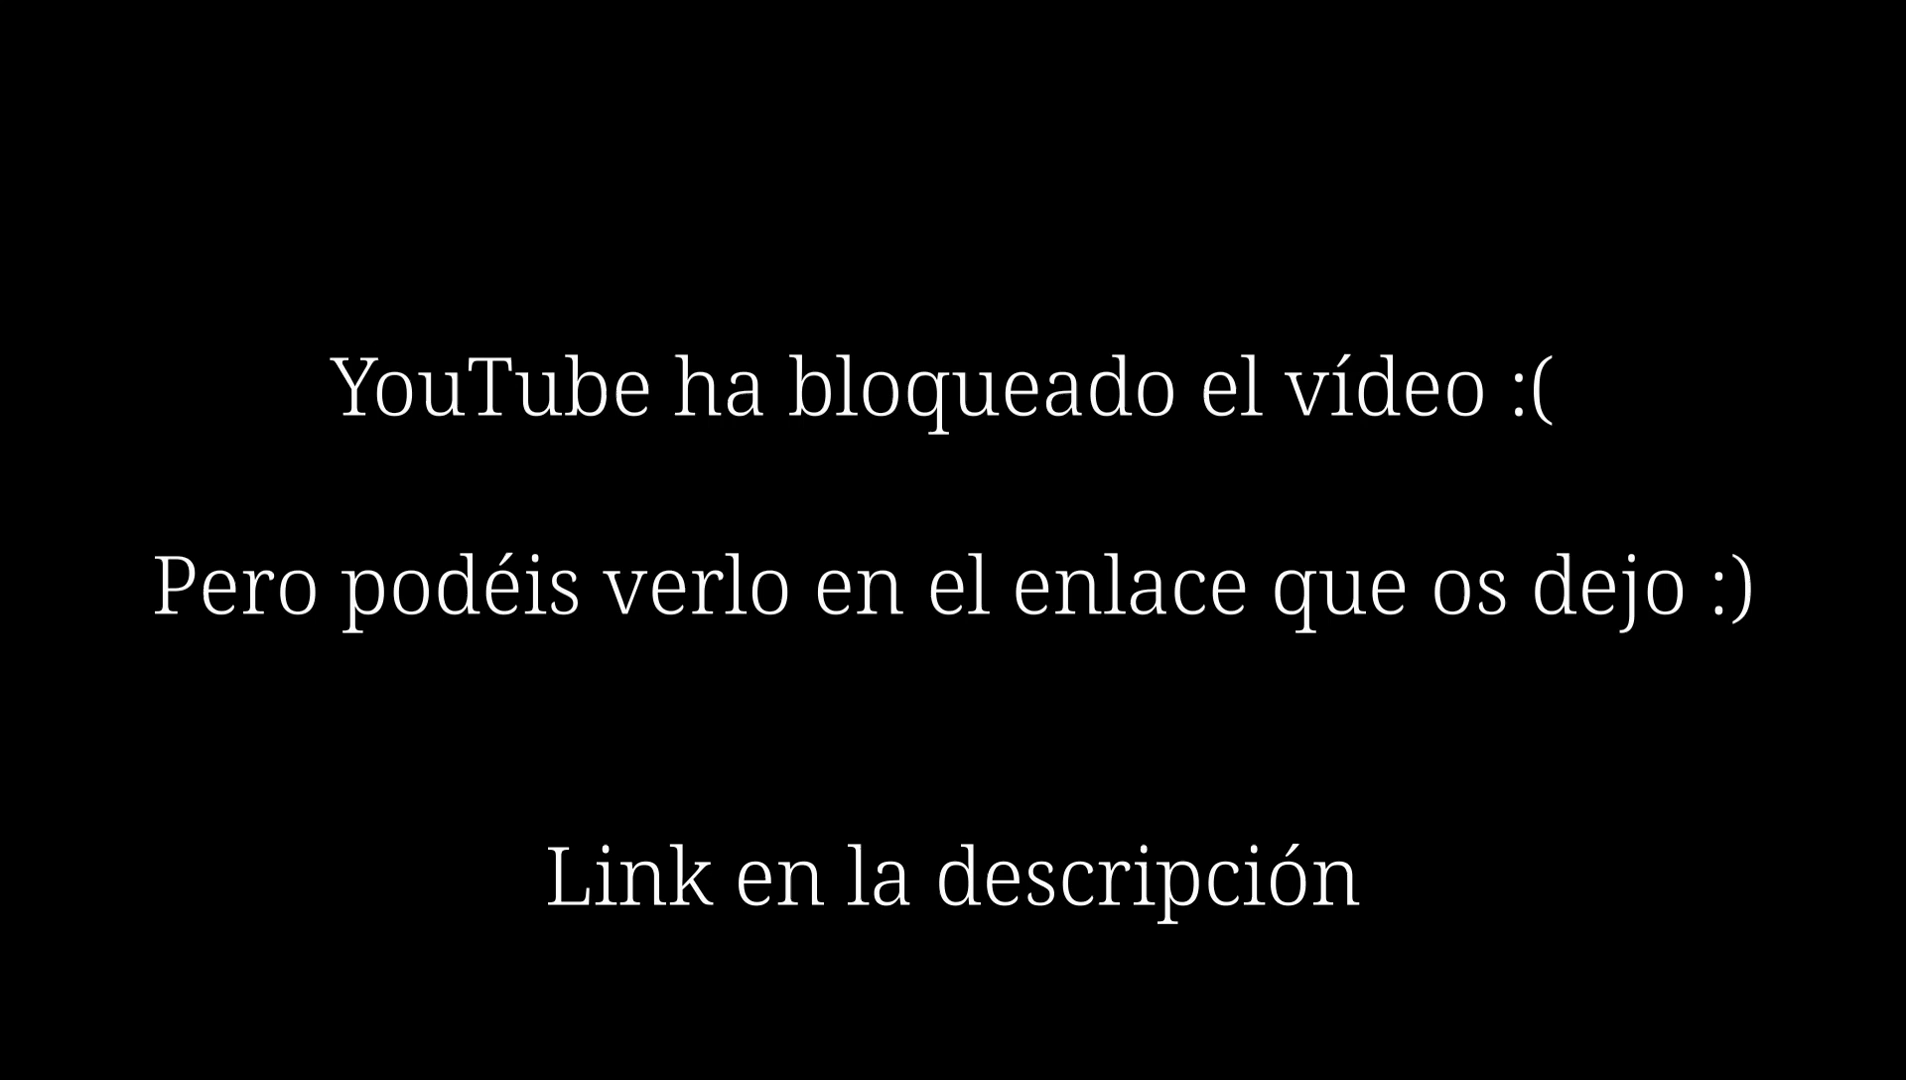 YouTube ha bloqueado el vídeo :(
Pero podéis verlo en el enlace que os dejo :)
Link en la descripción